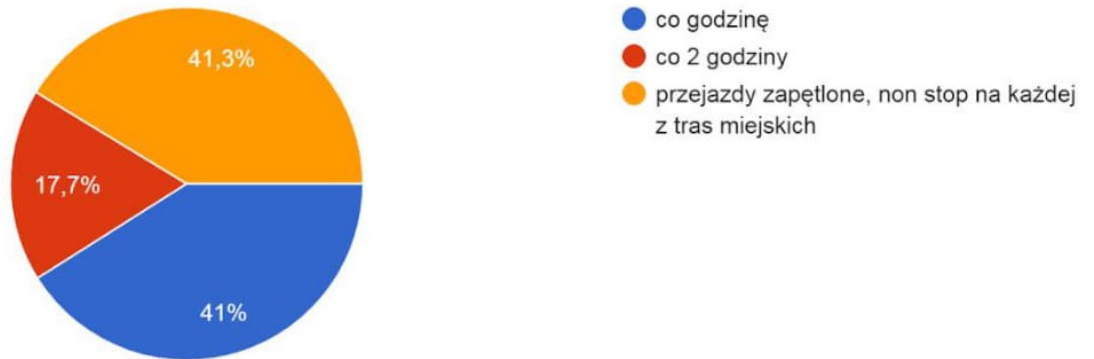 41,3%
17,7%
41%
co godzinę
co 2 godziny
przejazdy zapętlone, non stop na każdej
z tras miejskich